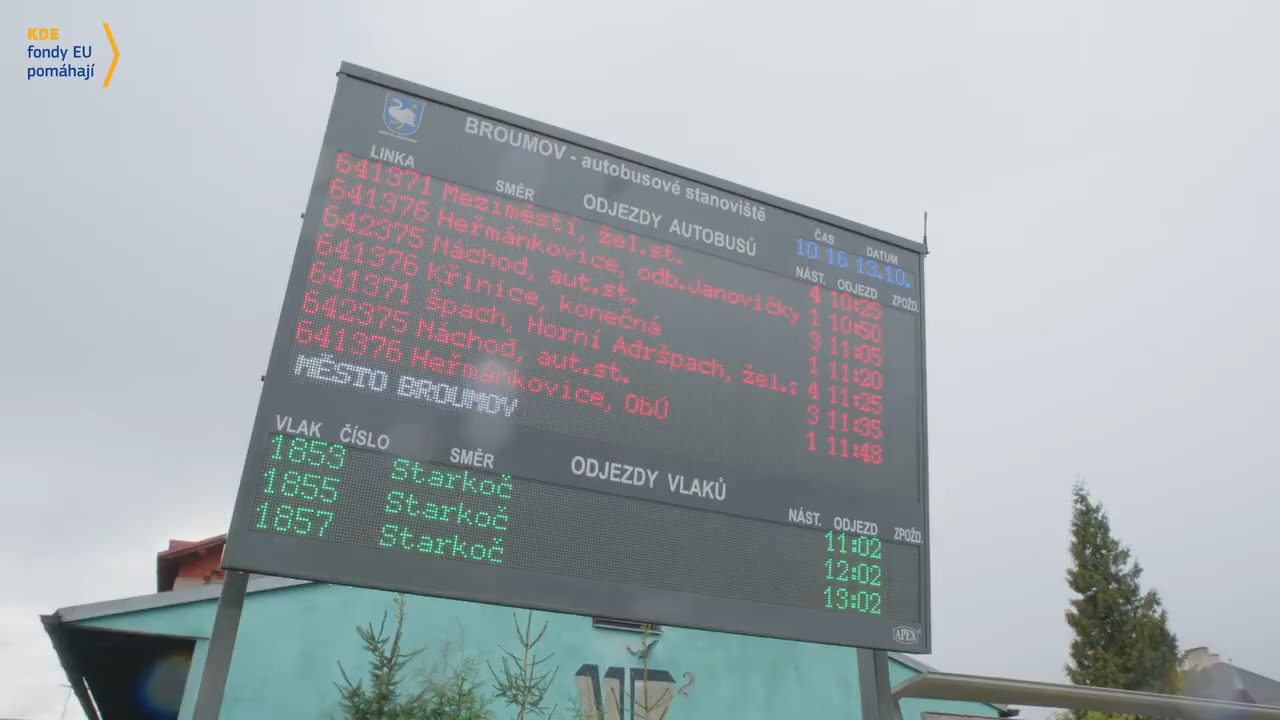 KDE
fondy EU
pomáhají
BROUMOV - autobusové stanoviště
LINKA SMĚR ODJEZDY AUTOBUSŮ ČAS DATUM
10 16 13.10.
NÁST. ODJEZD ZPOŽD.
641371 Meziměstí, žel.st. 4 10:25
641376 Heřmánkovice, odb.Janovičky 1 10:50
642375 Náchod, aut.st. 3 11:05
641376 Křinice, konečná 1 11:20
641371 špach, Horní Adršpach, žel.: 4 11:25
642375 Náchod, aut.st. 3 11:35
641376 Heřmánkovice, ObÚ 1 11:48
MĚSTO BROUMOV
VLAK ČÍSLO SMĚR ODJEZDY VLAKŮ NÁST. ODJEZD ZPOŽD.
1853 Starkoč 11:02
1855 Starkoč 12:02
1857 Starkoč 13:02
APEX